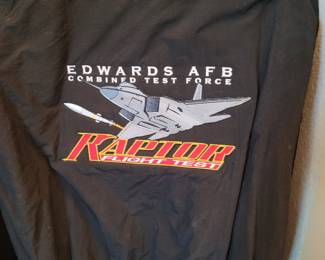 EDWARDS AFB
COMBINED TEST FORCE
RAPTOR
FLIGHT TEST